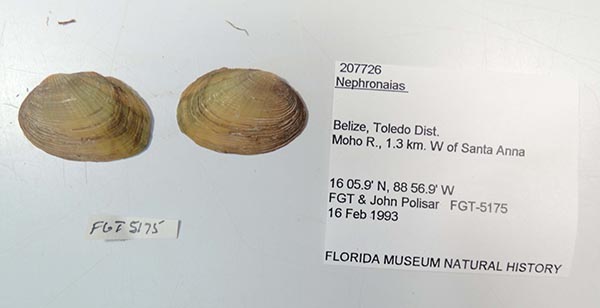 207726
Nephronaias
Belize, Toledo Dist.
Moho R., 1.3 km. W of Santa Anna
16 05.9' N, 88 56.9' W
FGT & John Polisar FGT-5175
16 Feb 1993
FLORIDA MUSEUM NATURAL HISTORY
FGT 5175